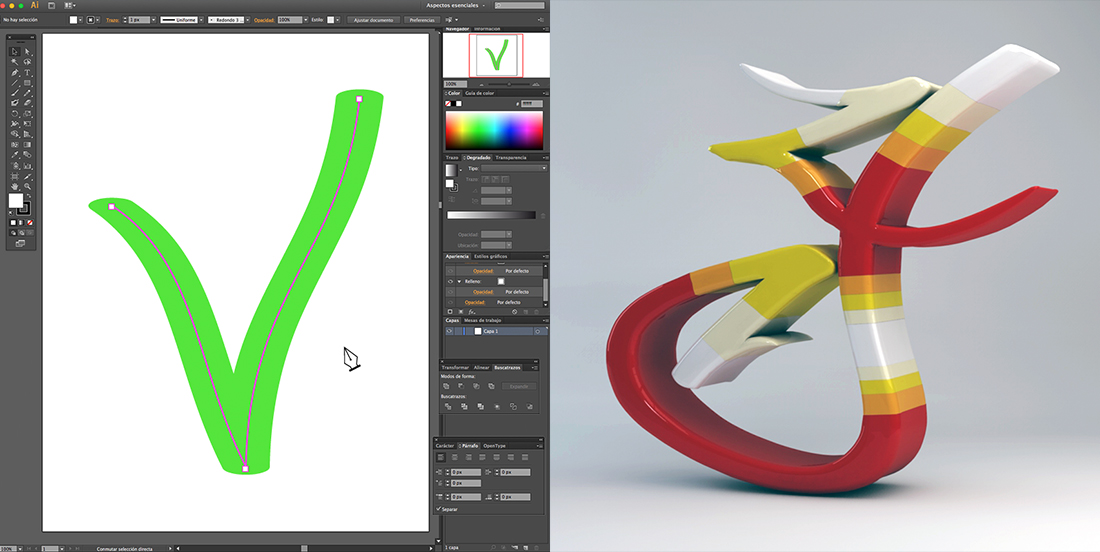 Ai
Aspectos esenciales
No hay selección
Trazo:
1 px
Uniforme
Redondo 5 ...
Opacidad:
100%
Estilo:
Ajustar documento
Preferencias
Navegador
Información
100%
Color
Guía de color
#
Trazo
Degradado
Transparencia
Tipo:
Trazo:
Opacidad:
Ubicación:
Apariencia
Estilos gráficos
Opacidad:
Por defecto
Relleno:
Opacidad:
Por defecto
Opacidad:
Por defecto
fx
Capas
Mesas de trabajo
Capa 1
Transformar
Alinear
Buscatrazos
Modos de forma:
Expandir
Buscatrazos:
Carácter
Párrafo
OpenType
0 px
0 px
0 px
0 px
0 px
Separar
100%
1
Conmutar selección directa
1 capa